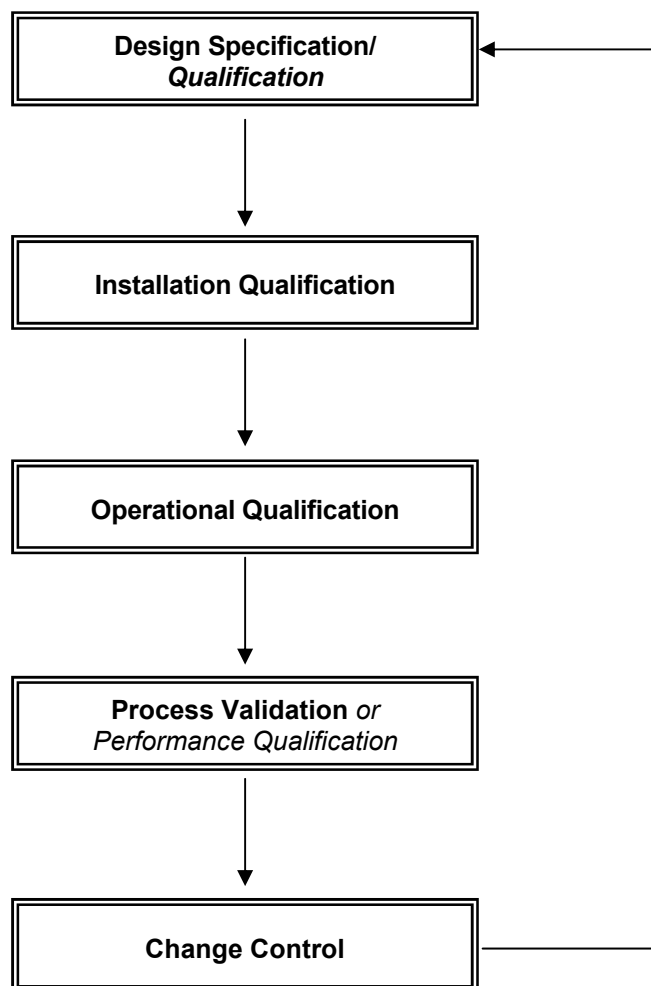 Design Specification/
Qualification
Installation Qualification
Operational Qualification
Process Validation or
Performance Qualification
Change Control